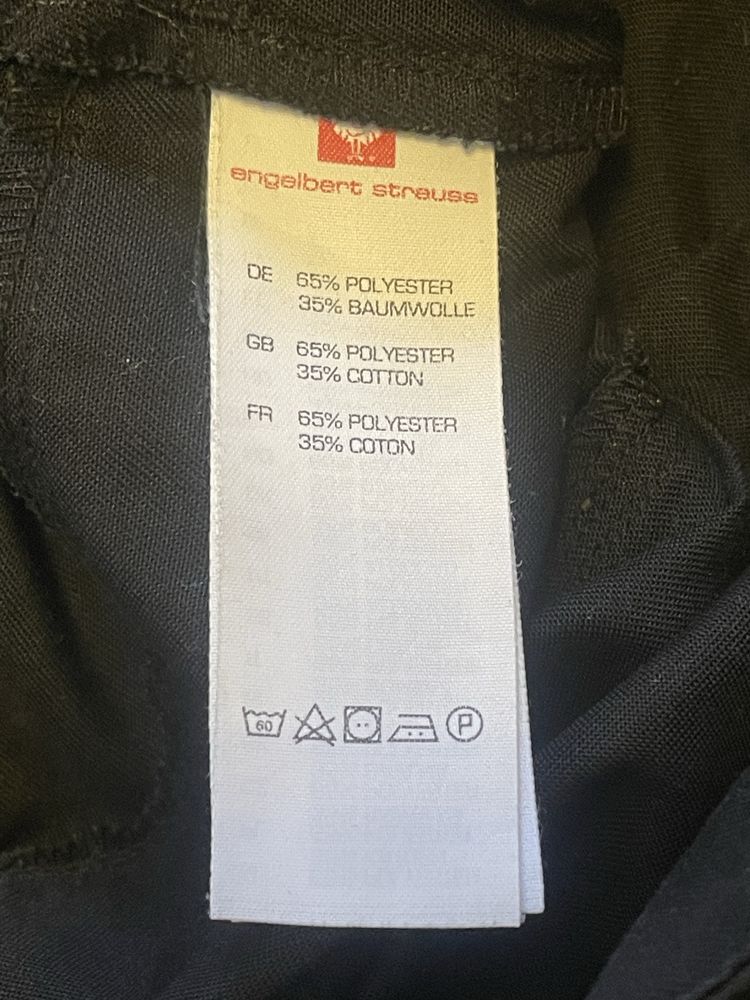 engelbert strauss
DE 65% POLYESTER
35% BAUMWOLLE
GB 65% POLYESTER
35% COTTON
FR 65% POLYESTER
35% COTON
60 P